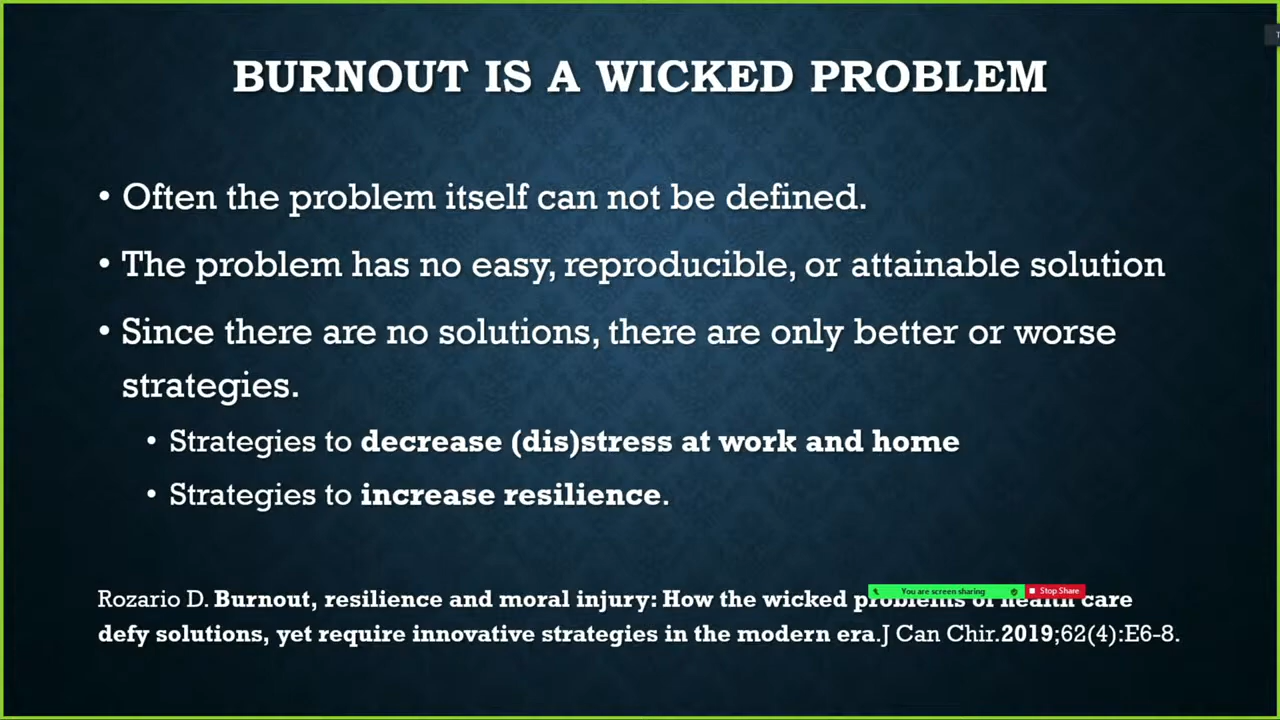 BURNOUT IS A WICKED PROBLEM
• Often the problem itself can not be defined.
• The problem has no easy, reproducible, or attainable solution
• Since there are no solutions, there are only better or worse
strategies.
• Strategies to decrease (dis)stress at work and home
• Strategies to increase resilience.
You are screen sharing
Stop Share
Rozario D. Burnout, resilience and moral injury: How the wicked problems of health care
defy solutions, yet require innovative strategies in the modern era.J Can Chir.2019;62(4):E6-8.